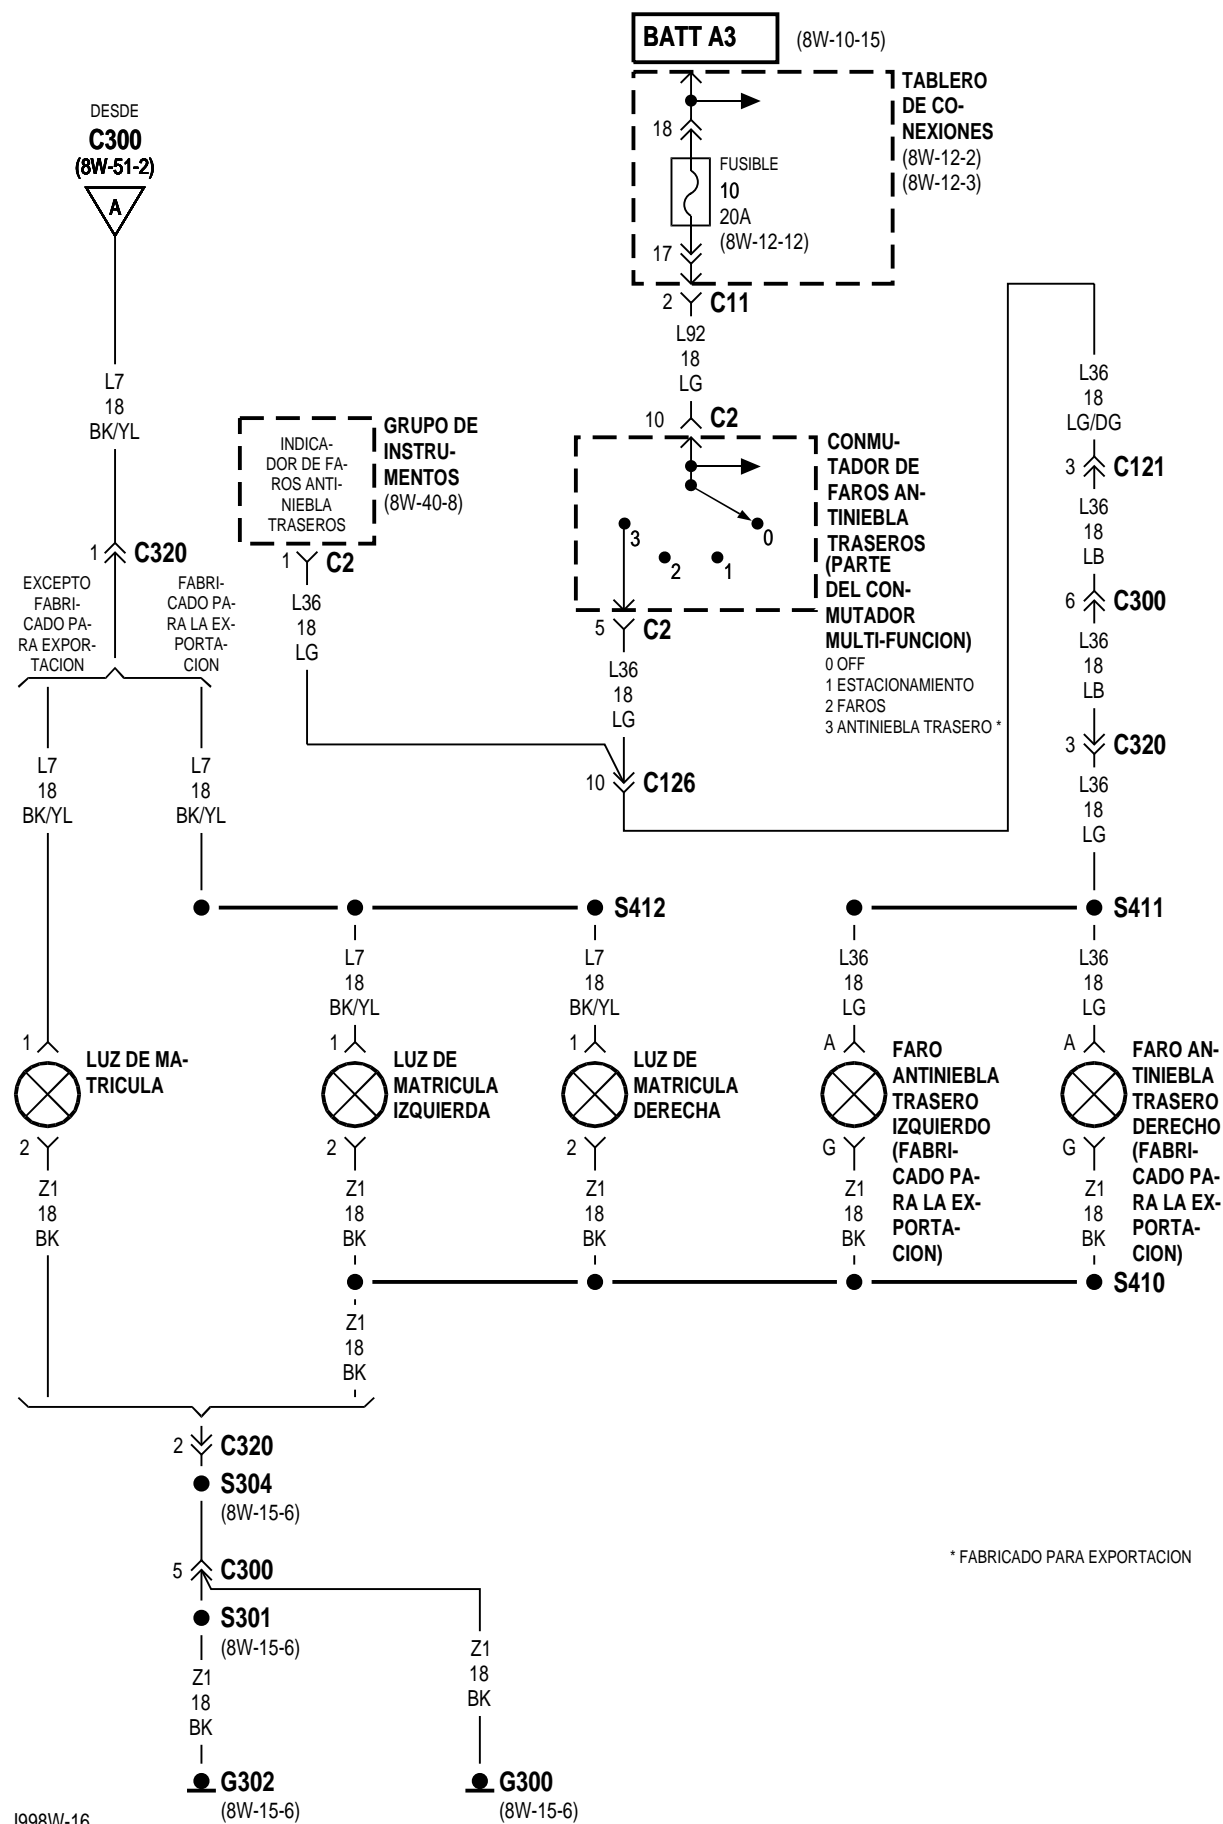 BATT A3
(8W-10-15)
TABLERO
DE CO-
NEXIONES
(8W-12-2)
(8W-12-3)
18
FUSIBLE
10
20A
(8W-12-12)
17
2
C11
L92
18
LG
10
C2
DESDE
C300
(8W-51-2)
A
L7
18
BK/YL
1
C320
EXCEPTO
FABRI-
CADO PA-
RA EXPOR-
TACION
FABRI-
CADO PA-
RA LA EX-
PORTA-
CION
L7
18
BK/YL
L7
18
BK/YL
INDICA-
DOR DE FA-
ROS ANTI-
NIEBLA
TRASEROS
GRUPO DE
INSTRU-
MENTOS
(8W-40-8)
1
C2
L36
18
LG
3
2
1
0
CONMU-
TADOR DE
FAROS AN-
TINIEBLA
TRASEROS
(PARTE
DEL CON-
MUTADOR
MULTI-FUNCION)
0 OFF
1 ESTACIONAMIENTO
2 FAROS
3 ANTINIEBLA TRASERO *
5
C2
L36
18
LG
10
C126
L36
18
LG/DG
3
C121
L36
18
LB
6
C300
L36
18
LB
3
C320
L36
18
LG
S412
S411
L7
18
BK/YL
L7
18
BK/YL
L36
18
LG
L36
18
LG
1
LUZ DE MA-
TRICULA
2
1
LUZ DE
MATRICULA
IZQUIERDA
2
1
LUZ DE
MATRICULA
DERECHA
2
A
FARO
ANTINIEBLA
TRASERO
IZQUIERDO
(FABRI-
CADO PA-
RA LA EX-
PORTA-
CION)
G
A
FARO AN-
TINIEBLA
TRASERO
DERECHO
(FABRI-
CADO PA-
RA LA EX-
PORTA-
CION)
G
Z1
18
BK
Z1
18
BK
Z1
18
BK
Z1
18
BK
Z1
18
BK
S410
Z1
18
BK
2
C320
S304
(8W-15-6)
5
C300
S301
(8W-15-6)
Z1
18
BK
Z1
18
BK
G302
(8W-15-6)
G300
(8W-15-6)
* FABRICADO PARA EXPORTACION
J998W-16